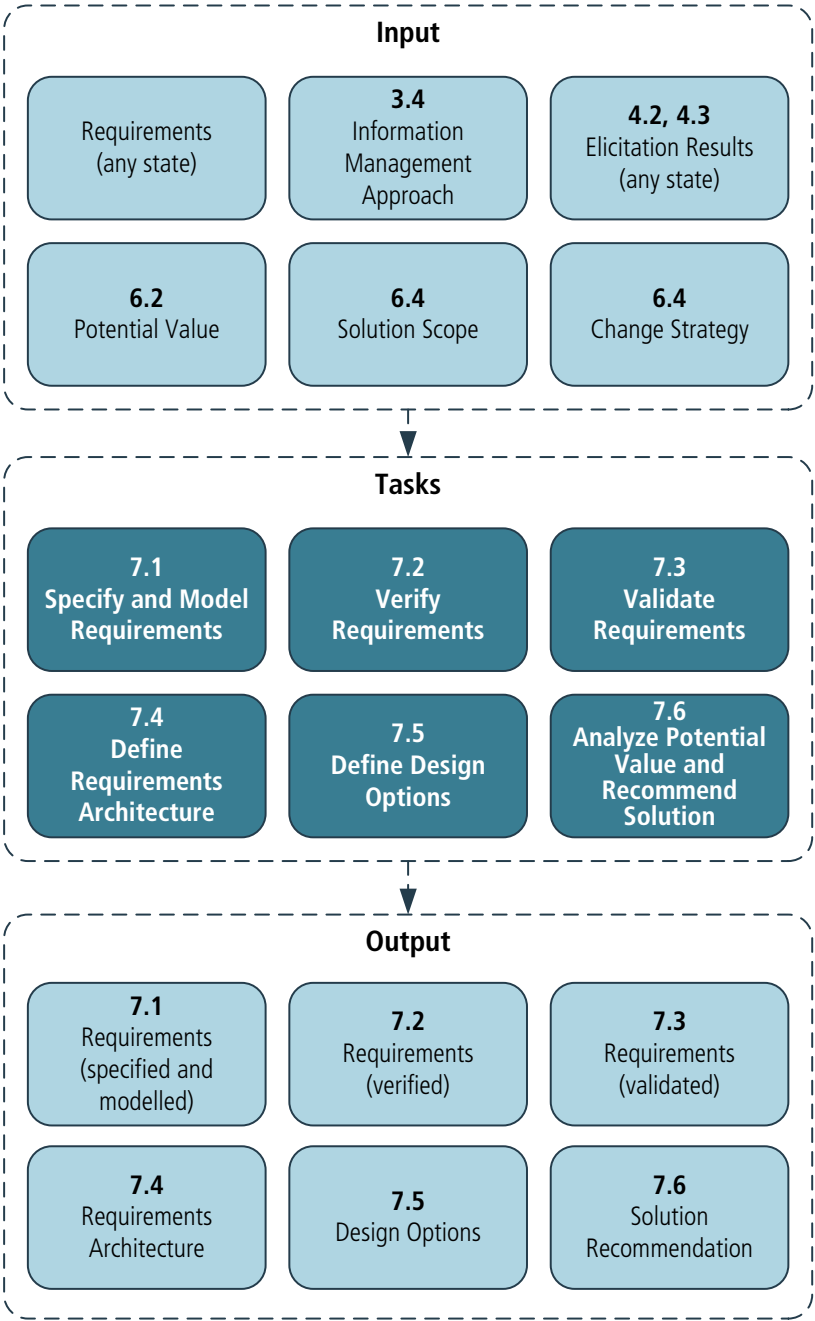 Input
Requirements
(any state)
3.4
Information
Management
Approach
4.2, 4.3
Elicitation Results
(any state)
6.2
Potential Value
6.4
Solution Scope
6.4
Change Strategy
Tasks
7.1
Specify and Model
Requirements
7.2
Verify
Requirements
7.3
Validate
Requirements
7.4
Define
Requirements
Architecture
7.5
Define Design
Options
7.6
Analyze Potential
Value and
Recommend
Solution
Output
7.1
Requirements
(specified and
modelled)
7.2
Requirements
(verified)
7.3
Requirements
(validated)
7.4
Requirements
Architecture
7.5
Design Options
7.6
Solution
Recommendation